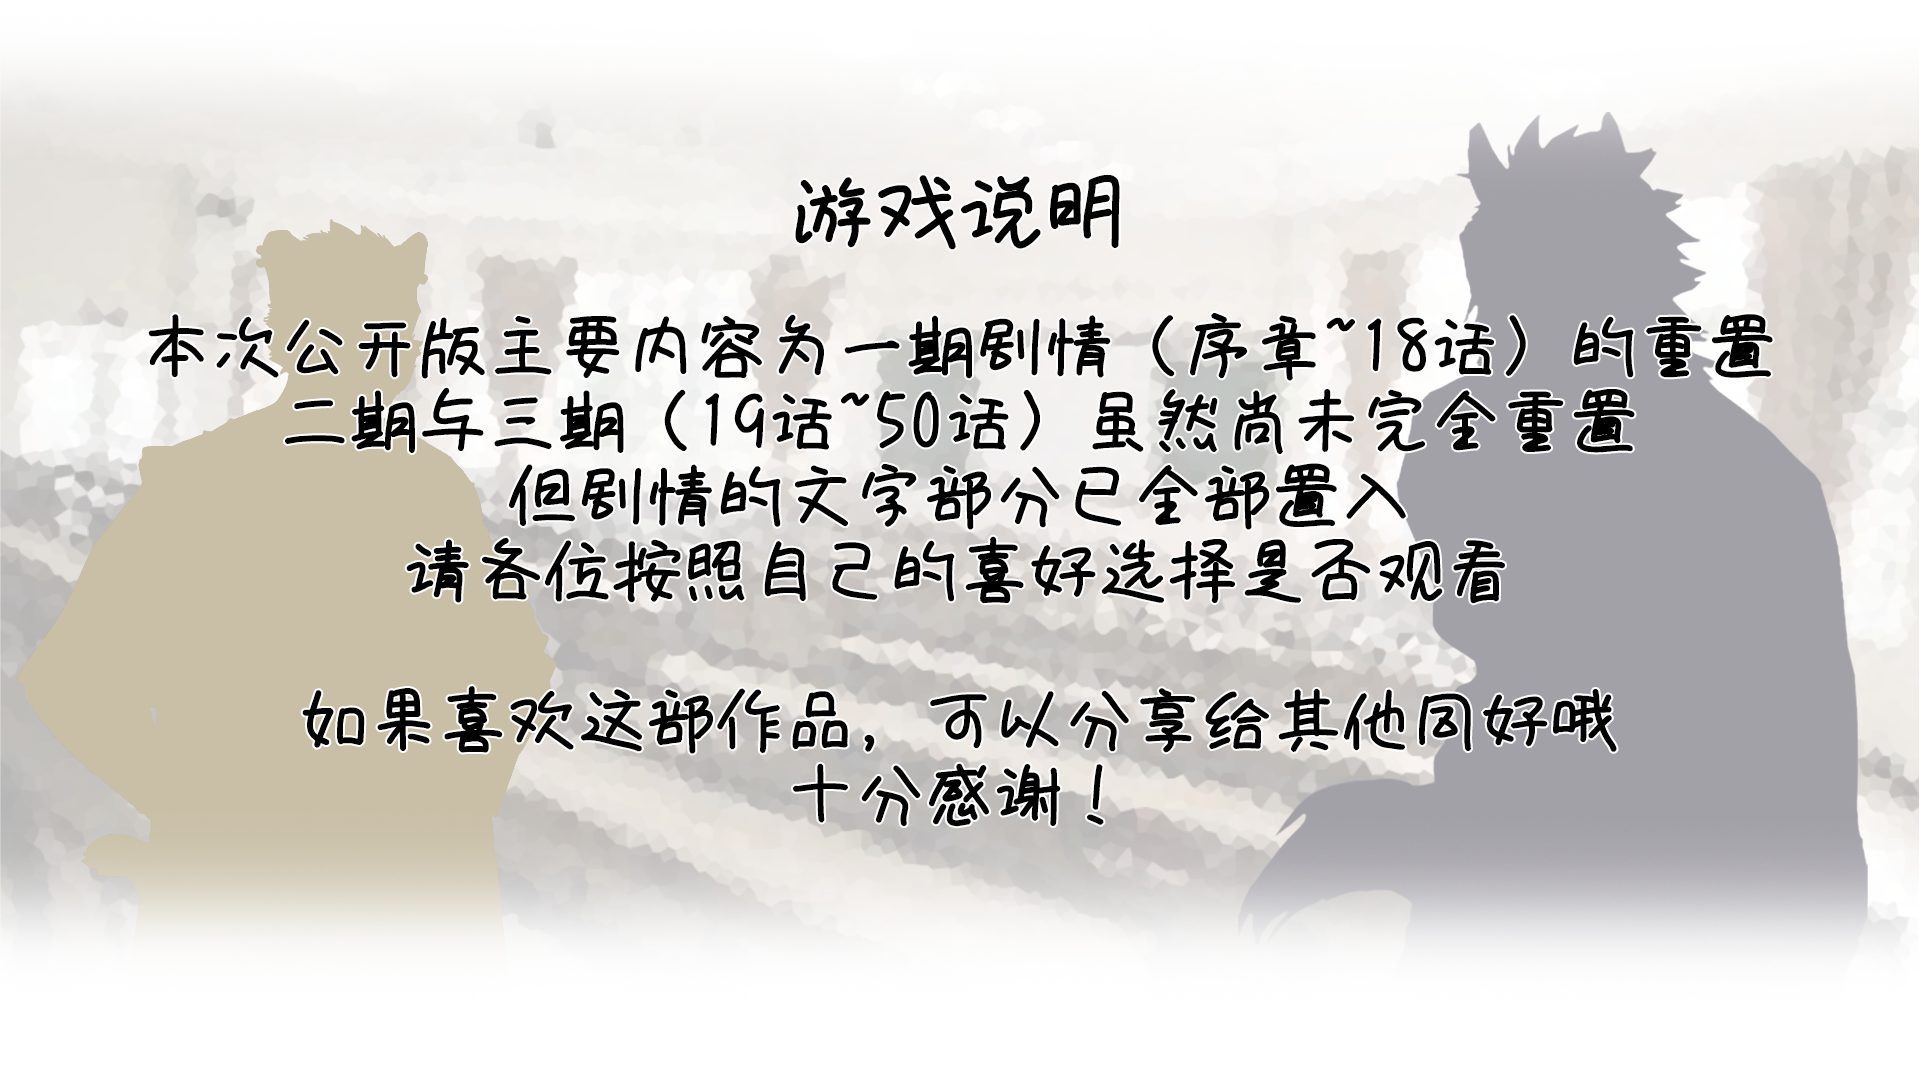 游戏说明
本次公开版主要内容为一期剧情（序章~18话）的重置
二期与三期（19话~50话）虽然尚未完全重置
但剧情的文字部分已全部置入
请各位按照自己的喜好选择是否观看
如果喜欢这部作品，可以分享给其他同好哦
十分感谢！